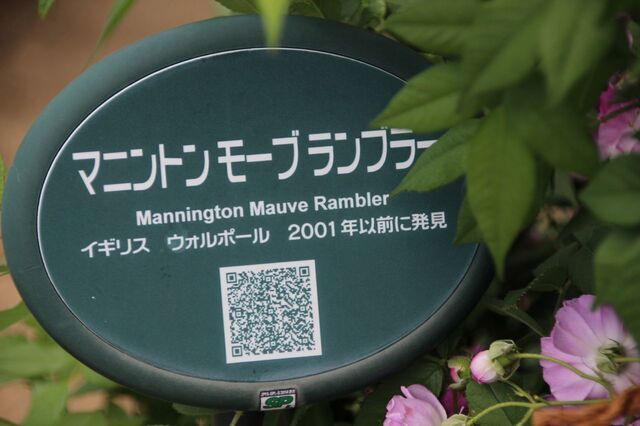 マニントン モーブ ランブラー
Mannington Mauve Rambler
イギリス ウォルポール 2001年以前に発見